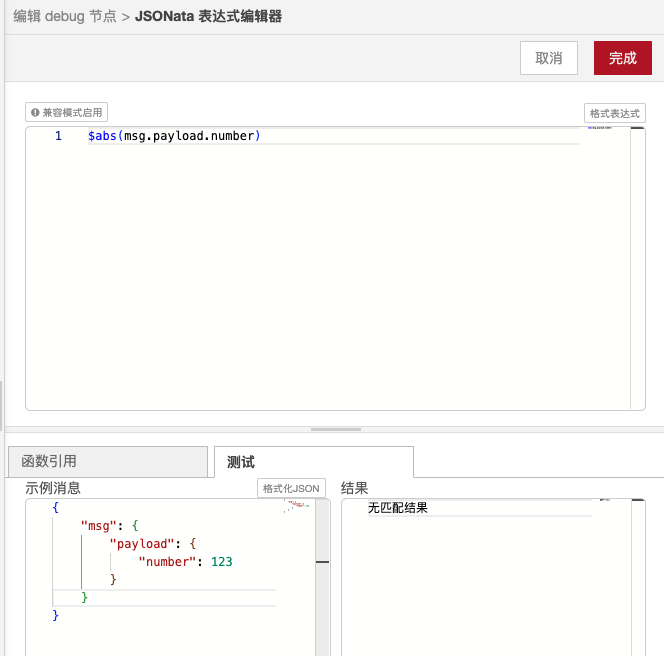 编辑 debug 节点 > JSONata 表达式编辑器
取消
完成
兼容模式启用
格式表达式
1 $abs(msg.payload.number)
函数引用
测试
示例消息
格式化JSON
结果
{
"msg": {
"payload": {
"number": 123
}
}
}
无匹配结果